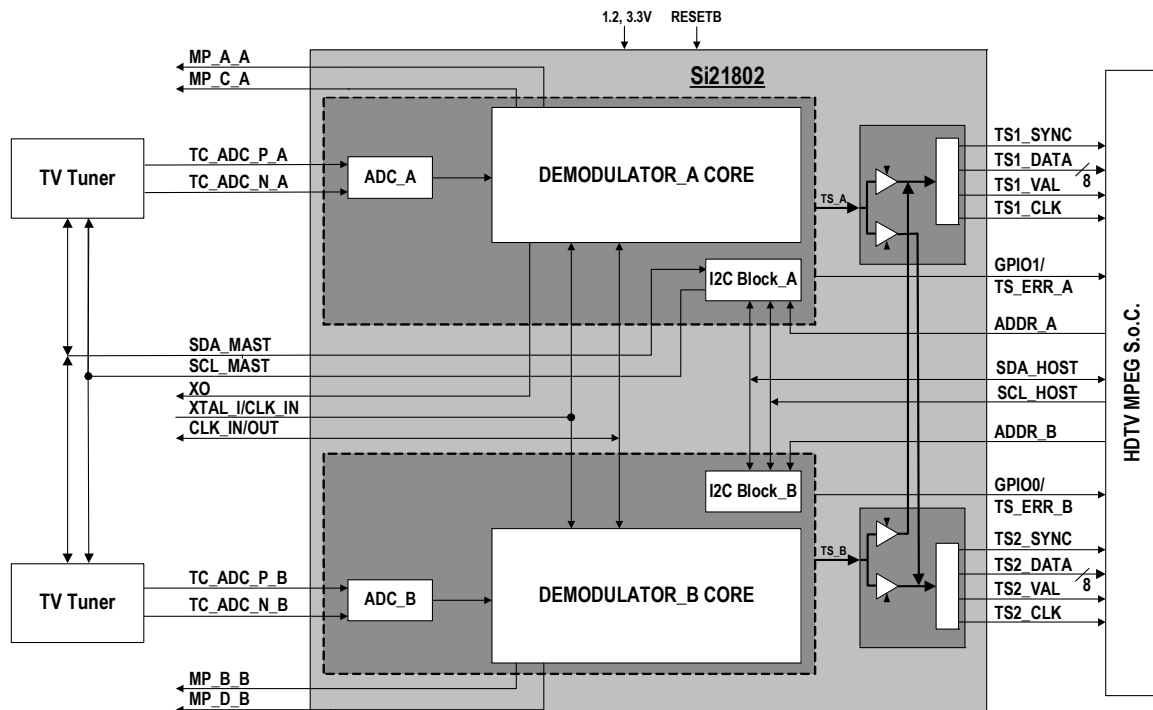 1.2, 3.3V
RESETB
Si21802
MP_A_A
MP_C_A
TV Tuner
TC_ADC_P_A
TC_ADC_N_A
ADC_A
DEMODULATOR_A CORE
TS_A
TS1_SYNC
TS1_DATA
8
TS1_VAL
TS1_CLK
I2C Block_A
GPIO1/
TS_ERR_A
ADDR_A
SDA_MAST
SCL_MAST
XO
XTAL_I/CLK_IN
CLK_IN/OUT
SDA_HOST
SCL_HOST
ADDR_B
HDTV MPEG S.o.C.
I2C Block_B
GPIO0/
TS_ERR_B
TV Tuner
TC_ADC_P_B
TC_ADC_N_B
ADC_B
DEMODULATOR_B CORE
TS_B
TS2_SYNC
TS2_DATA
8
TS2_VAL
TS2_CLK
MP_B_B
MP_D_B